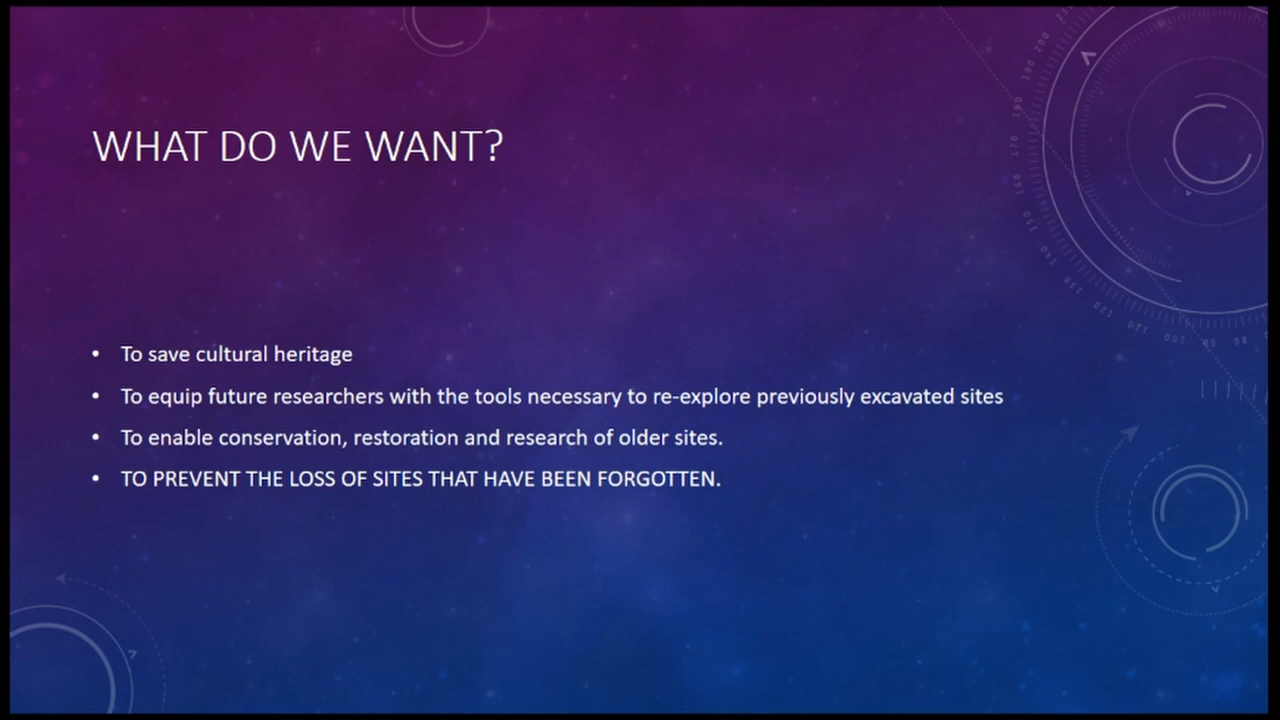 WHAT DO WE WANT?
• To save cultural heritage
• To equip future researchers with the tools necessary to re-explore previously excavated sites
• To enable conservation, restoration and research of older sites.
• TO PREVENT THE LOSS OF SITES THAT HAVE BEEN FORGOTTEN.